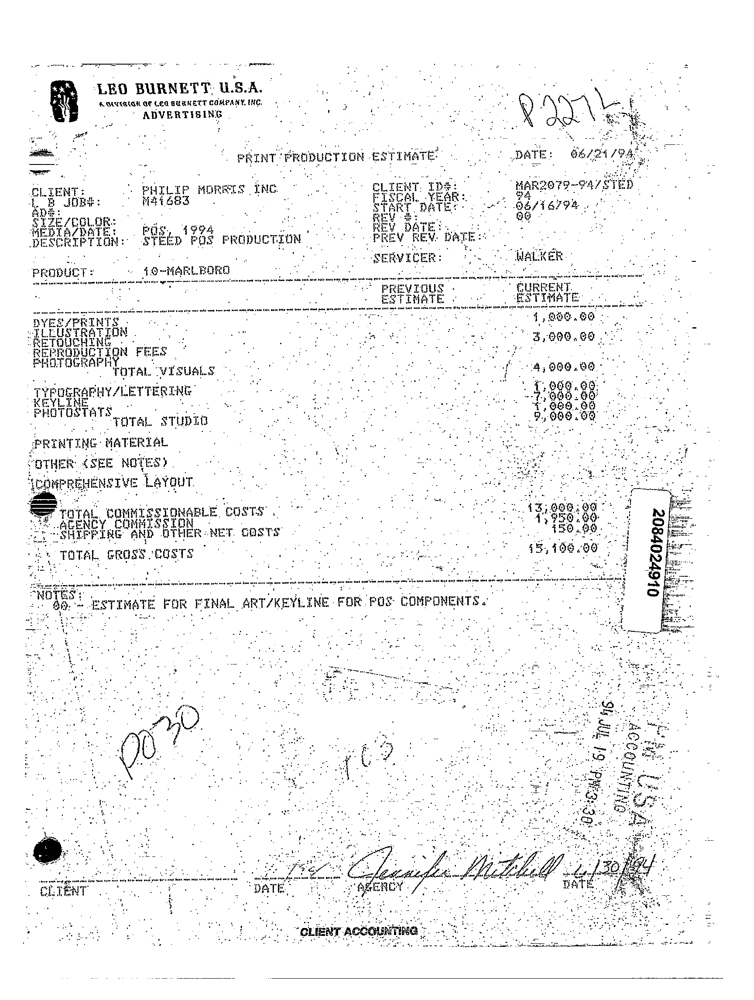 LEO BURNETT U.S.A.
A DIVISION OF LEO BURNETT COMPANY, INC.
ADVERTISING
PRINT PRODUCTION ESTIMATE
DATE: 06/21/94
CLIENT: PHILIP MORRIS INC CLIENT ID#: MAR2079-94/STED
L B JOB#: M41683 FISCAL YEAR: 94
AD#: START DATE: 06/16/94
SIZE/COLOR: REV #: 00
MEDIA/DATE: POS, 1994 REV DATE:
DESCRIPTION: STEED POS PRODUCTION PREV REV DATE:
SERVICER: WALKER
PRODUCT: 10-MARLBORO
PREVIOUS CURRENT
ESTIMATE ESTIMATE
DYES/PRINTS 1,000.00
ILLUSTRATION
RETOUCHING 3,000.00
REPRODUCTION FEES
PHOTOGRAPHY
TOTAL VISUALS 4,000.00
TYPOGRAPHY/LETTERING 1,000.00
KEYLINE 7,000.00
PHOTOSTATS 1,000.00
TOTAL STUDIO 9,000.00
PRINTING MATERIAL
OTHER (SEE NOTES)
COMPREHENSIVE LAYOUT
TOTAL COMMISSIONABLE COSTS 13,000.00
AGENCY COMMISSION 1,950.00
SHIPPING AND OTHER NET COSTS 150.00
TOTAL GROSS COSTS 15,100.00
2084024910
NOTES:
00 - ESTIMATE FOR FINAL ART/KEYLINE FOR POS COMPONENTS.
PO30
USA
ACCOUNTING
94 JUL 19 PM 3:30
Jennifer Mitchell 6/30/94
CLIENT DATE AGENCY DATE
CLIENT ACCOUNTING